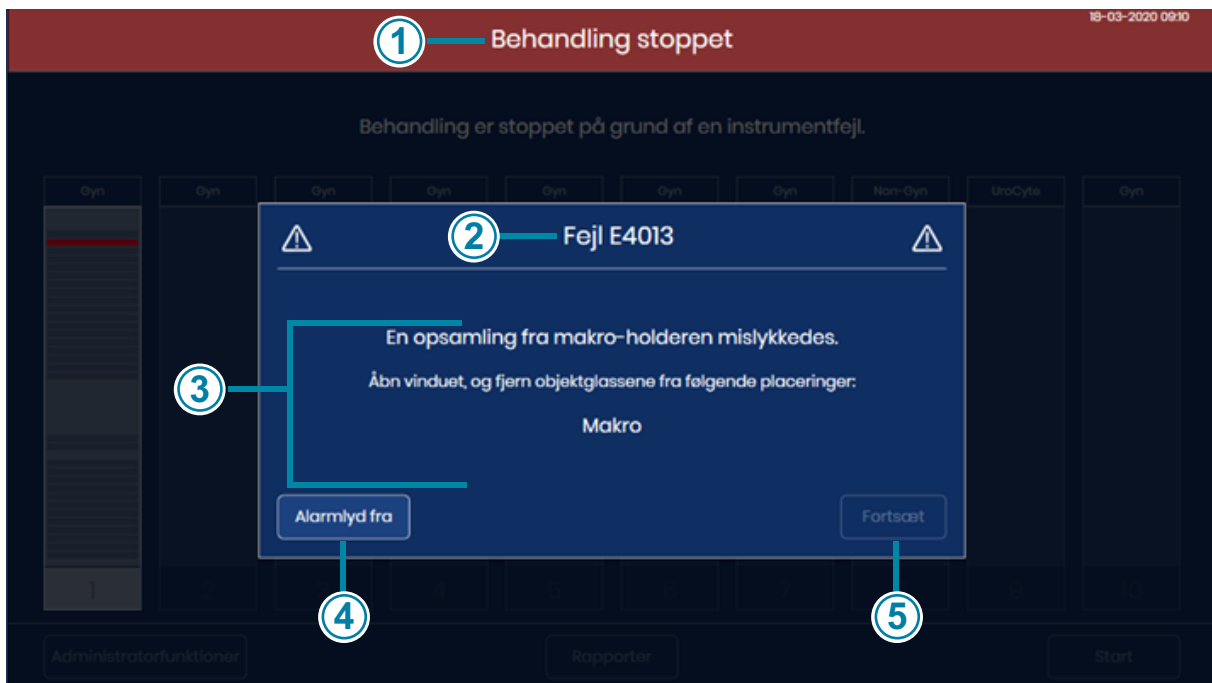 18-03-2020 09:10
1 Behandling stoppet
Behandling er stoppet på grund af en instrumentfejl.
Gyn Gyn Gyn Gyn Gyn Gyn Gyn Non-Gyn UroCyte Gyn
2 Fejl E4013
En opsamling fra makro-holderen mislykkedes.
3
Åbn vinduet, og fjern objektglassene fra følgende placeringer:
Makro
Alarmlyd fra Fortsæt
1 2 3 4 5 6 7 9 10
4 5
Administratorfunktioner Rapporter Start